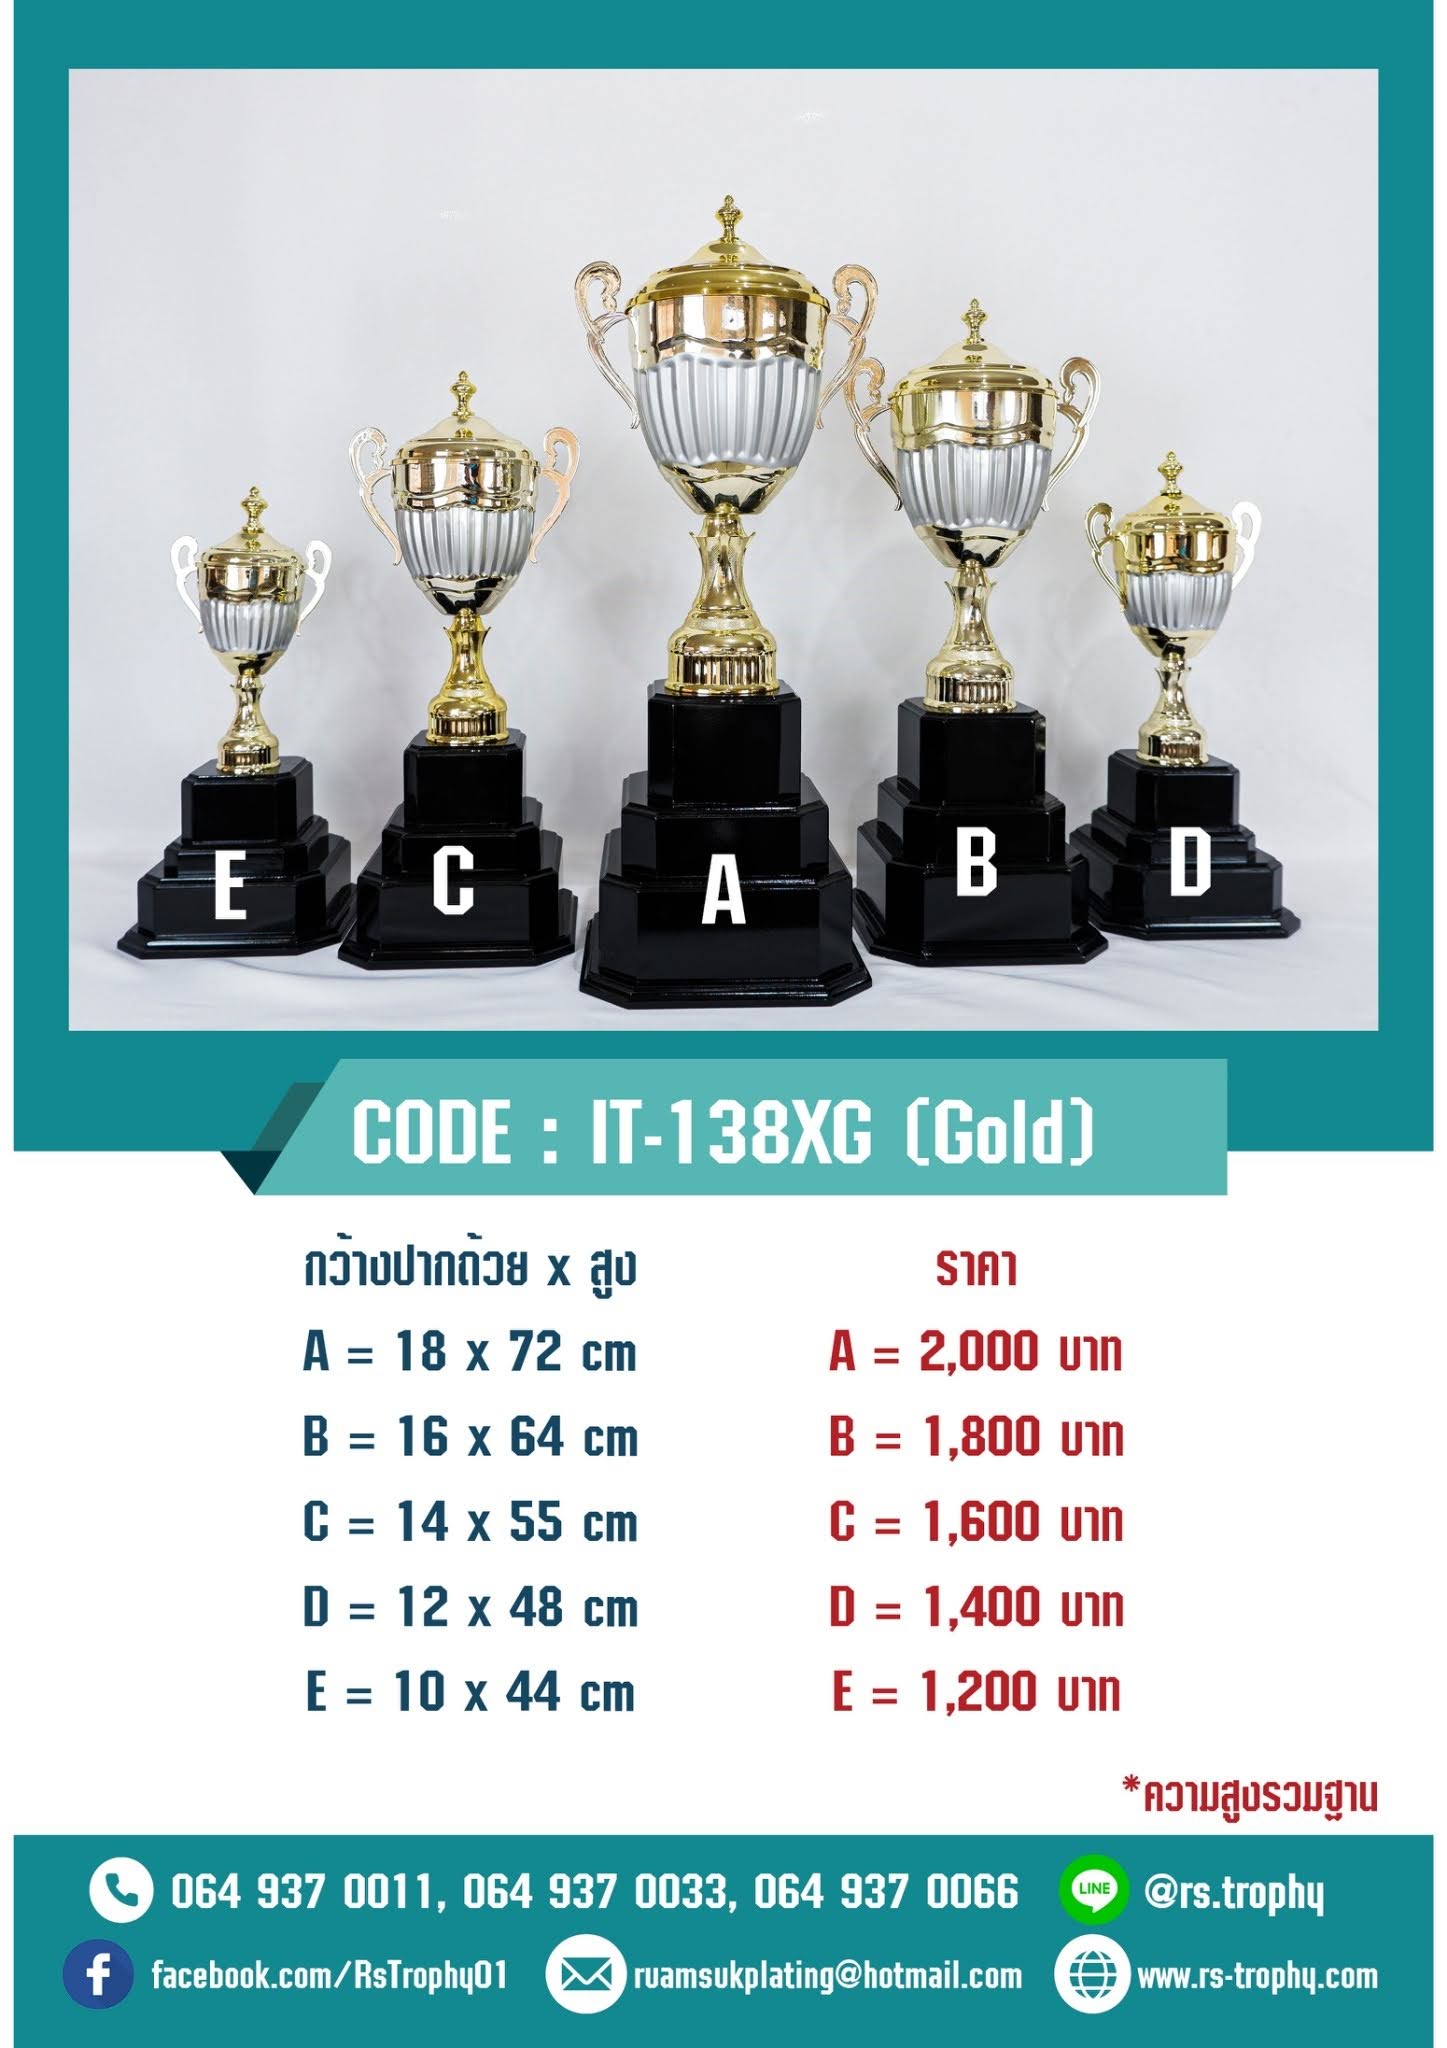 E
C
A
B
D
CODE : IT-138XG (Gold)
กว้างปากถ้วย x สูง
ราคา
A = 18 x 72 cm
A = 2,000 บาท
B = 16 x 64 cm
B = 1,800 บาท
C = 14 x 55 cm
C = 1,600 บาท
D = 12 x 48 cm
D = 1,400 บาท
E = 10 x 44 cm
E = 1,200 บาท
*ความสูงรวมฐาน
064 937 0011, 064 937 0033, 064 937 0066
LINE
@rs.trophy
f
facebook.com/RsTrophy01
ruamsukplating@hotmail.com
www.rs-trophy.com